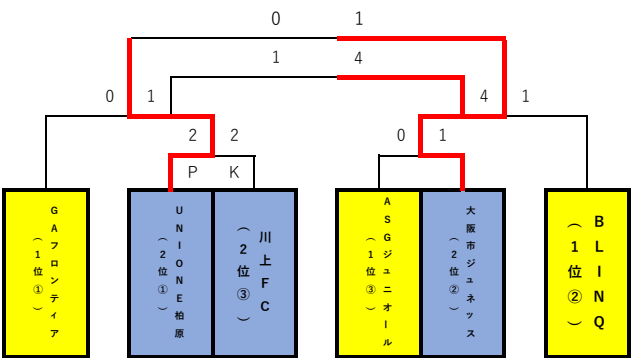 0 1
1 4
0 1 4 1
2 2 0 1
P K
GAフロンティア
（1位①）
UNIONE柏原
（2位①）
川上FC
（2位③）
ASGジュニオール
（1位③）
大阪市ジュネッス
（2位②）
BLINQ
（1位②）